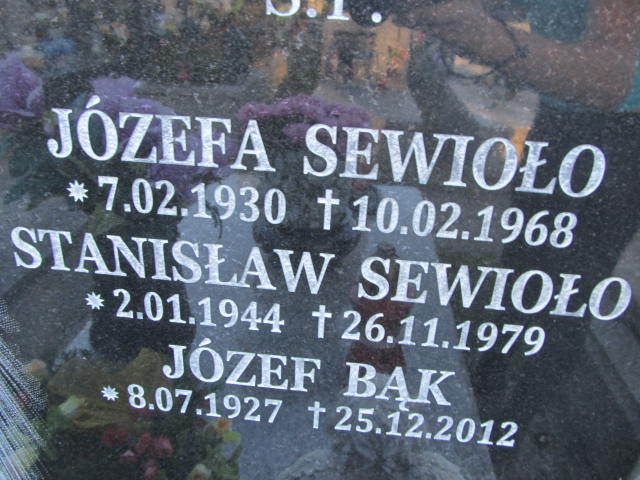 Ś.P.
JÓZEFA SEWIOŁO
* 7.02.1930 † 10.02.1968
STANISŁAW SEWIOŁO
* 2.01.1944 † 26.11.1979
JÓZEF BĄK
* 8.07.1927 † 25.12.2012